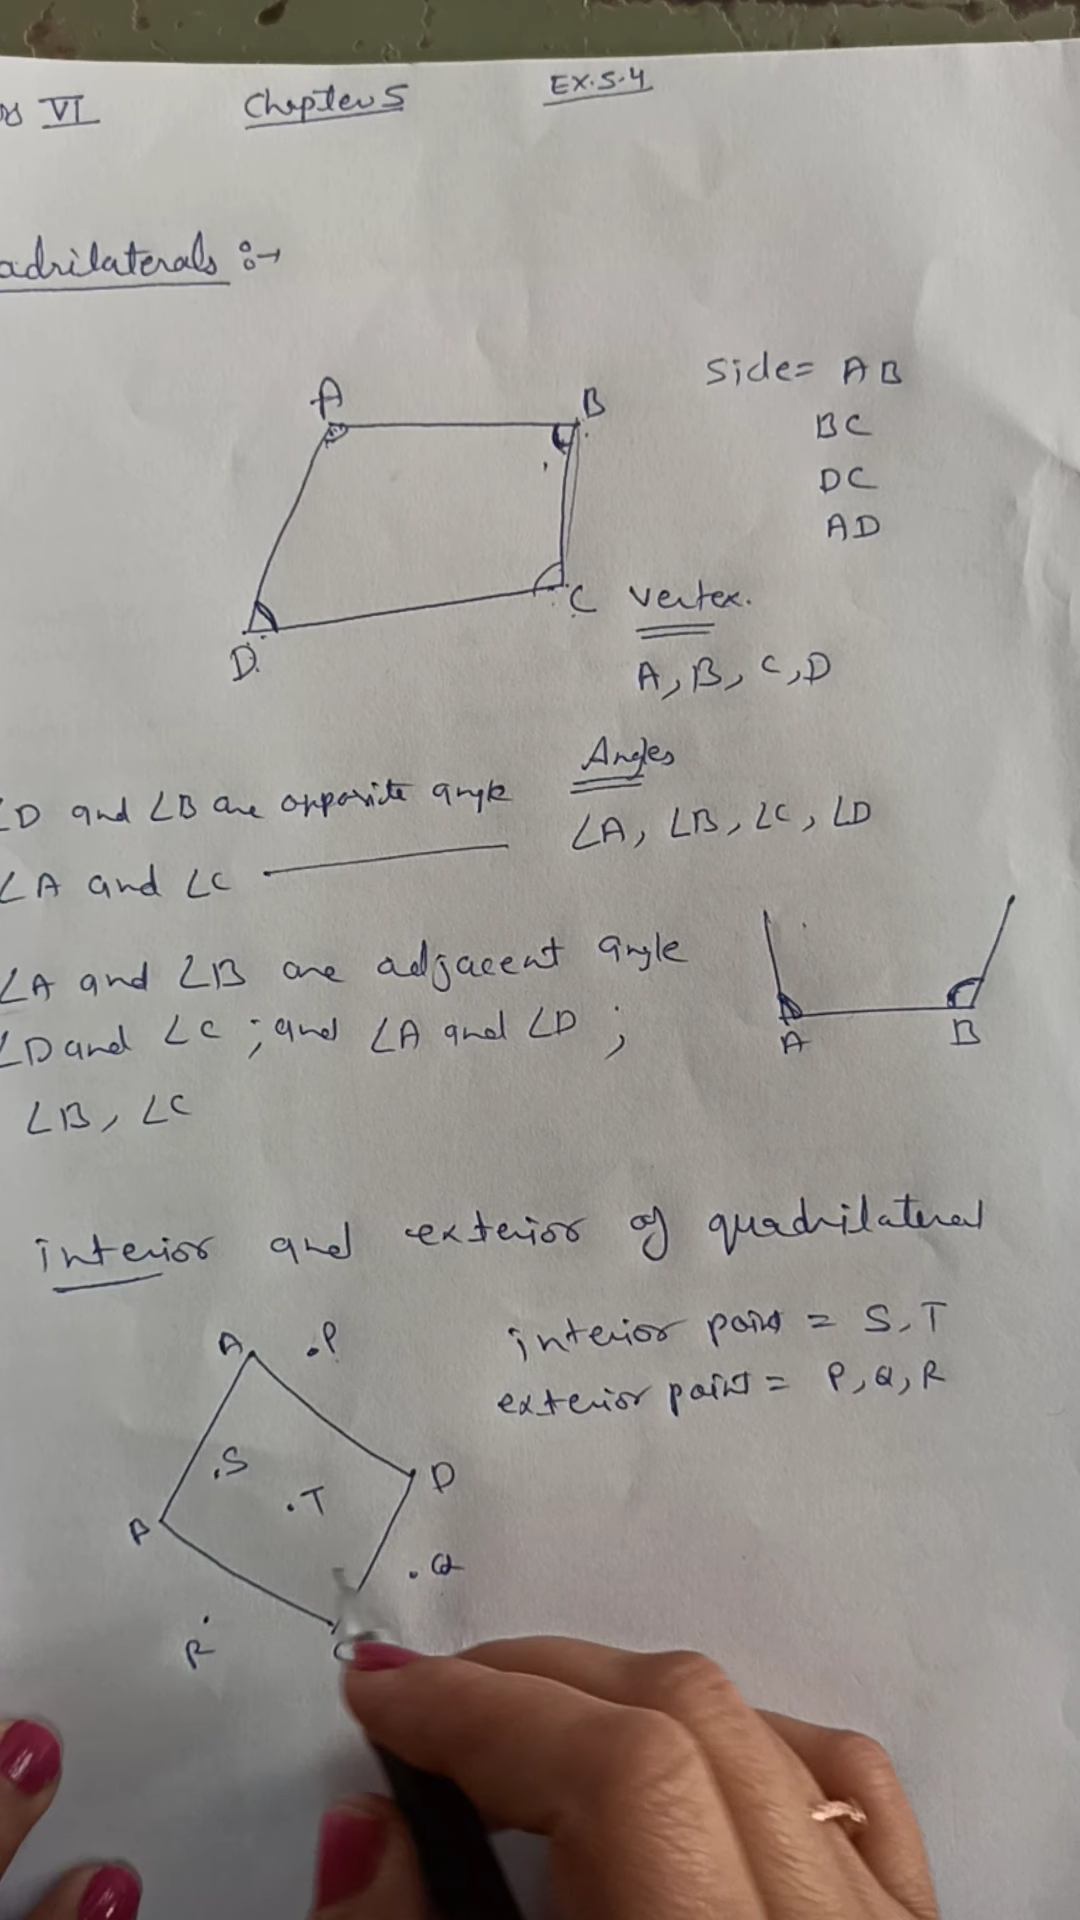 VI Chapter 5 Ex.5.4
adrilaterals :→
A B
C
D
Side= AB
BC
DC
AD
Vertex.
A, B, C, D
Angles
∠A, ∠B, ∠C, ∠D
∠D and ∠B are opposite angle
∠A and ∠C
∠A and ∠B are adjacent angle
∠D and ∠C ; and ∠A and ∠D ;
∠B, ∠C
A B
interior and exterior of quadrilateral
interior point = S, T
exterior point = P, Q, R
A .P
.S D
.T
.Q
R